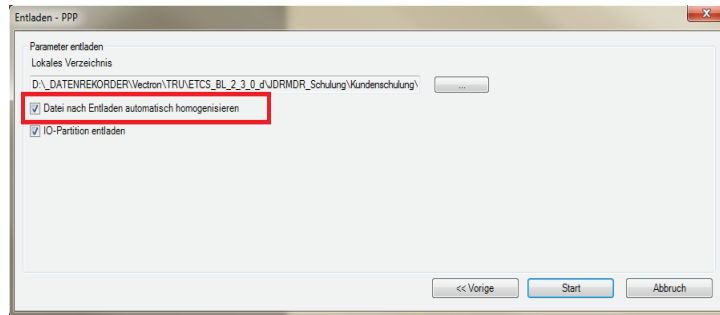 Entladen - PPP
Parameter entladen
Lokales Verzeichnis
D:\_DATENREKORDER\Vectron\TRU\ETCS_BL_2_3_0_d\JDRMDR_Schulung\Kundenschulung\
...
Datei nach Entladen automatisch homogenisieren
IO-Partition entladen
<< Vorige
Start
Abbruch